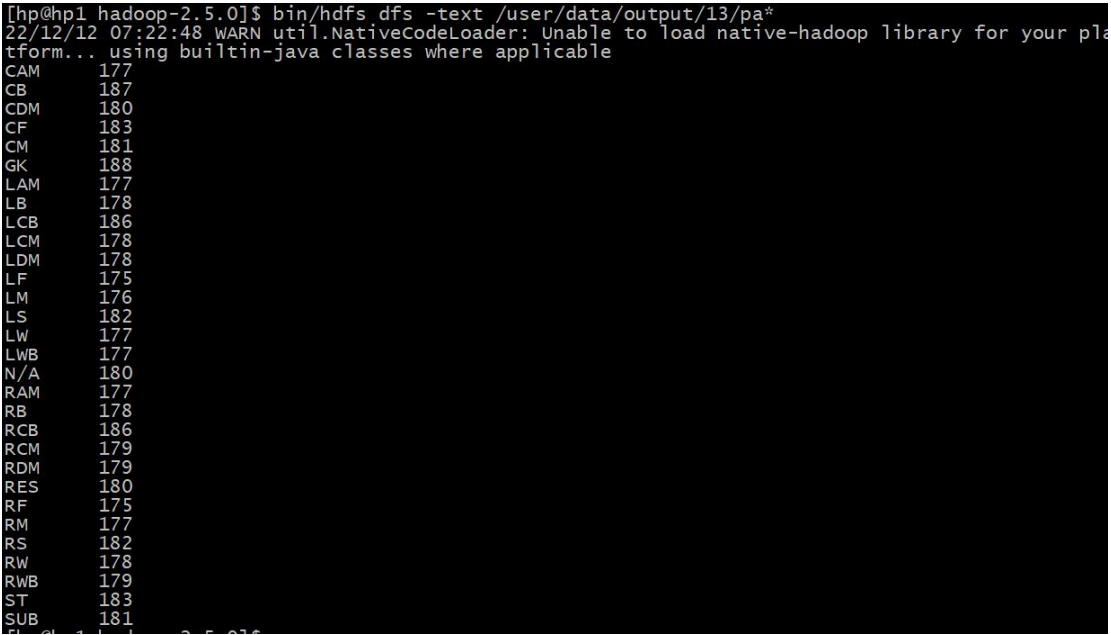 [hp@hp1 hadoop-2.5.0]$ bin/hdfs dfs -text /user/data/output/13/pa*
22/12/12 07:22:48 WARN util.NativeCodeLoader: Unable to load native-hadoop library for your pla
tform... using builtin-java classes where applicable
CAM 177
CB 187
CDM 180
CF 183
CM 181
GK 188
LAM 177
LB 178
LCB 186
LCM 178
LDM 178
LF 175
LM 176
LS 182
LW 177
LWB 177
N/A 180
RAM 177
RB 178
RCB 186
RCM 179
RDM 179
RES 180
RF 175
RM 177
RS 182
RW 178
RWB 179
ST 183
SUB 181